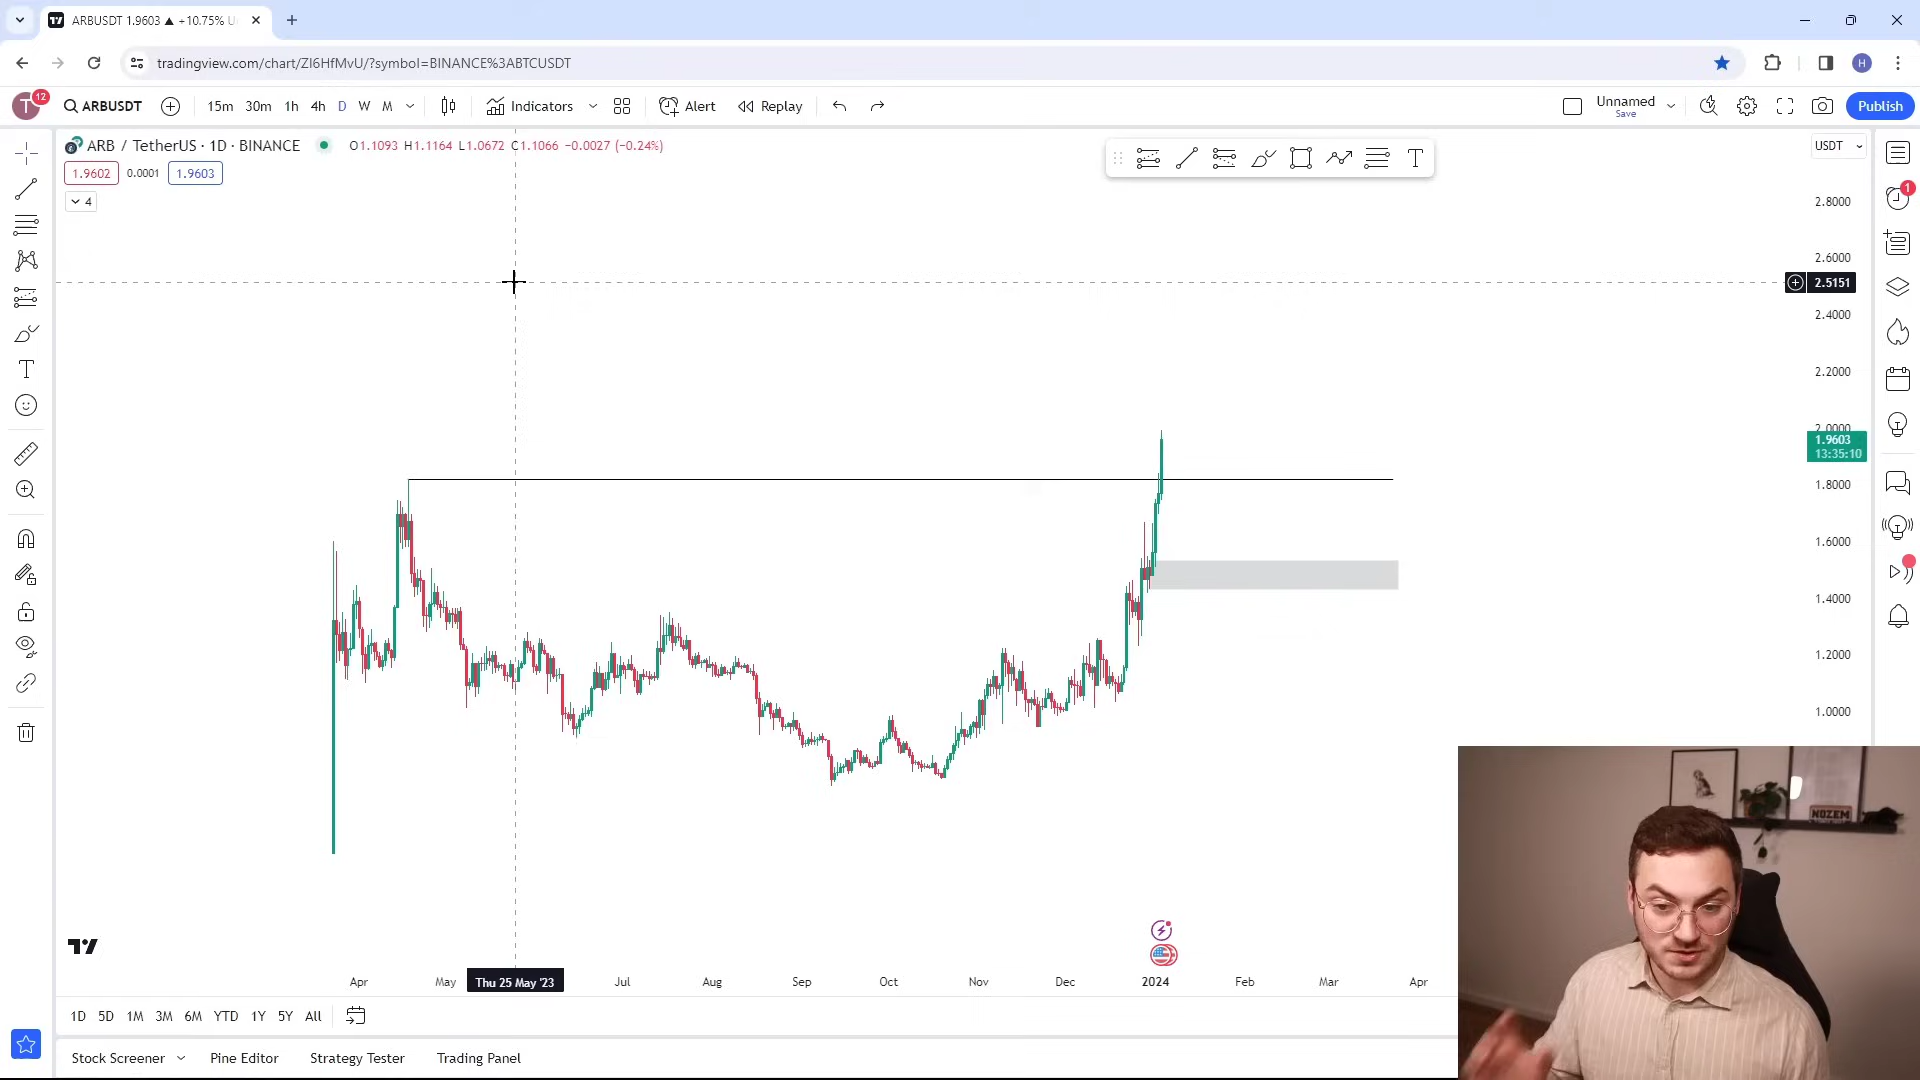 ARBUSDT 1.9603 ▲ +10.75% U
tradingview.com/chart/ZI6HfMvU/?symbol=BINANCE%3ABTCUSDT
H
T
12
ARBUSDT
15m 30m 1h 4h D W M
Indicators
Alert
Replay
Unnamed
Save
Publish
ARB / TetherUS · 1D · BINANCE
O1.1093 H1.1164 L1.0672 C1.1066 −0.0027 (−0.24%)
1.9602 0.0001 1.9603
4
T
T
USDT
1
2.8000
2.6000
2.5151
2.4000
2.2000
2.0000
1.9603
13:35:10
1.8000
1.6000
1.4000
1.2000
1.0000
NOZEM
Apr May Thu 25 May '23 Jul Aug Sep Oct Nov Dec 2024 Feb Mar Apr
1D 5D 1M 3M 6M YTD 1Y 5Y All
Stock Screener Pine Editor Strategy Tester Trading Panel